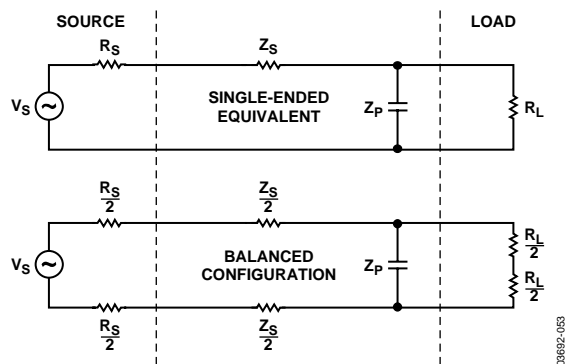 SOURCE
LOAD
RS
ZS
VS
SINGLE-ENDED
EQUIVALENT
ZP
RL
RS
2
ZS
2
VS
BALANCED
CONFIGURATION
ZP
RL
2
RL
2
RS
2
ZS
2
03692-053